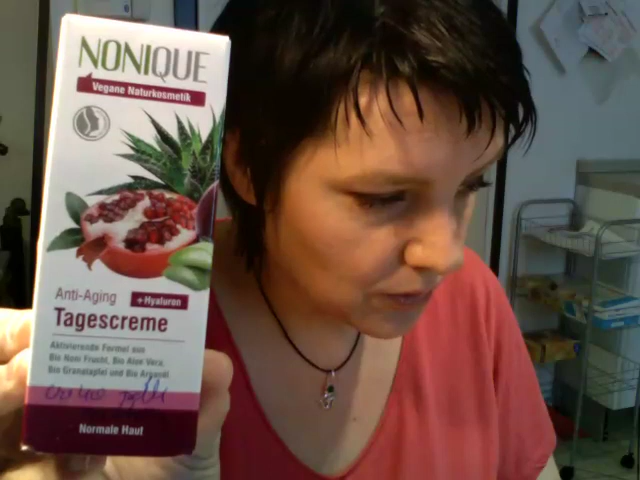 NONIQUE
Vegane Naturkosmetik
Anti-Aging
+Hyaluron
Tagescreme
Aktivierende Formel aus
Bio Noni Frucht, Bio Aloe Vera,
Bio Granatapfel und Bio Arganöl
Normale Haut